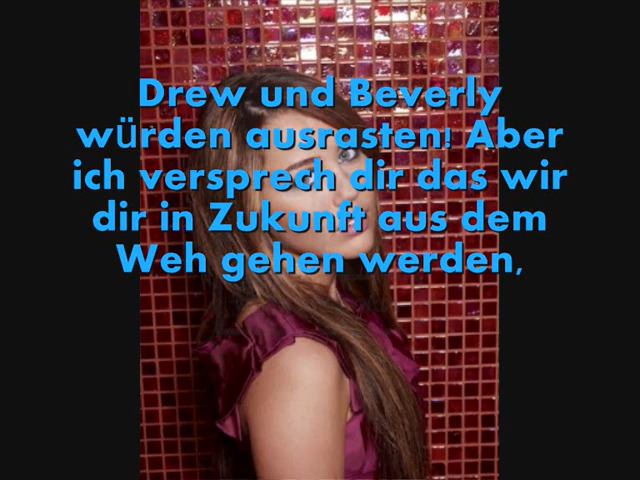 Drew und Beverly
würden ausrasten! Aber
ich versprech dir das wir
dir in Zukunft aus dem
Weh gehen werden,